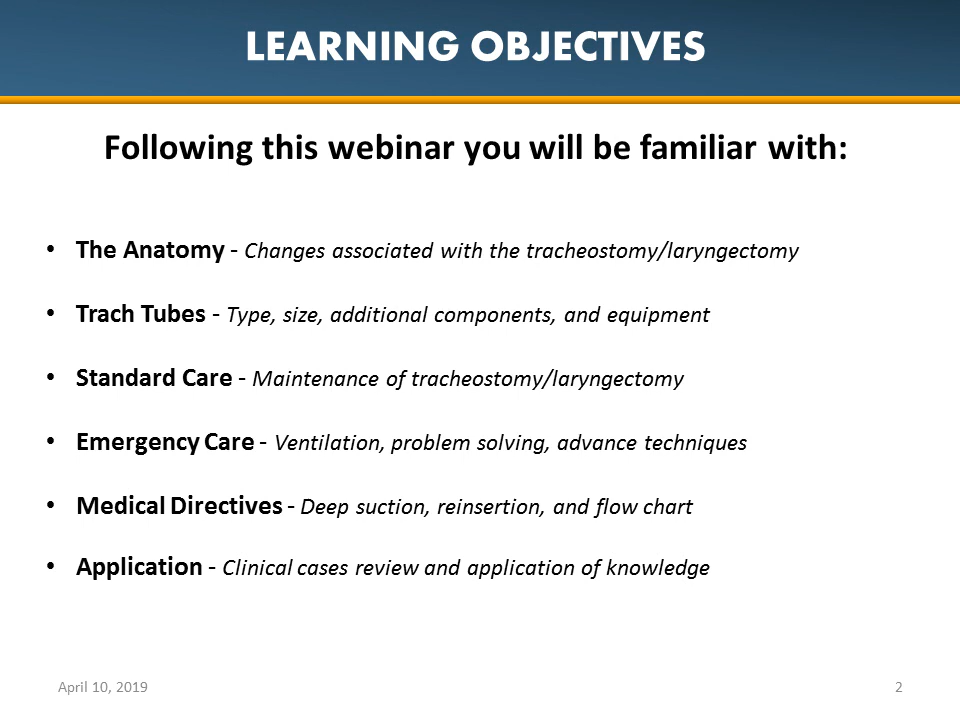 LEARNING OBJECTIVES
Following this webinar you will be familiar with:
• The Anatomy - Changes associated with the tracheostomy/laryngectomy
• Trach Tubes - Type, size, additional components, and equipment
• Standard Care - Maintenance of tracheostomy/laryngectomy
• Emergency Care - Ventilation, problem solving, advance techniques
• Medical Directives - Deep suction, reinsertion, and flow chart
• Application - Clinical cases review and application of knowledge
April 10, 2019
2